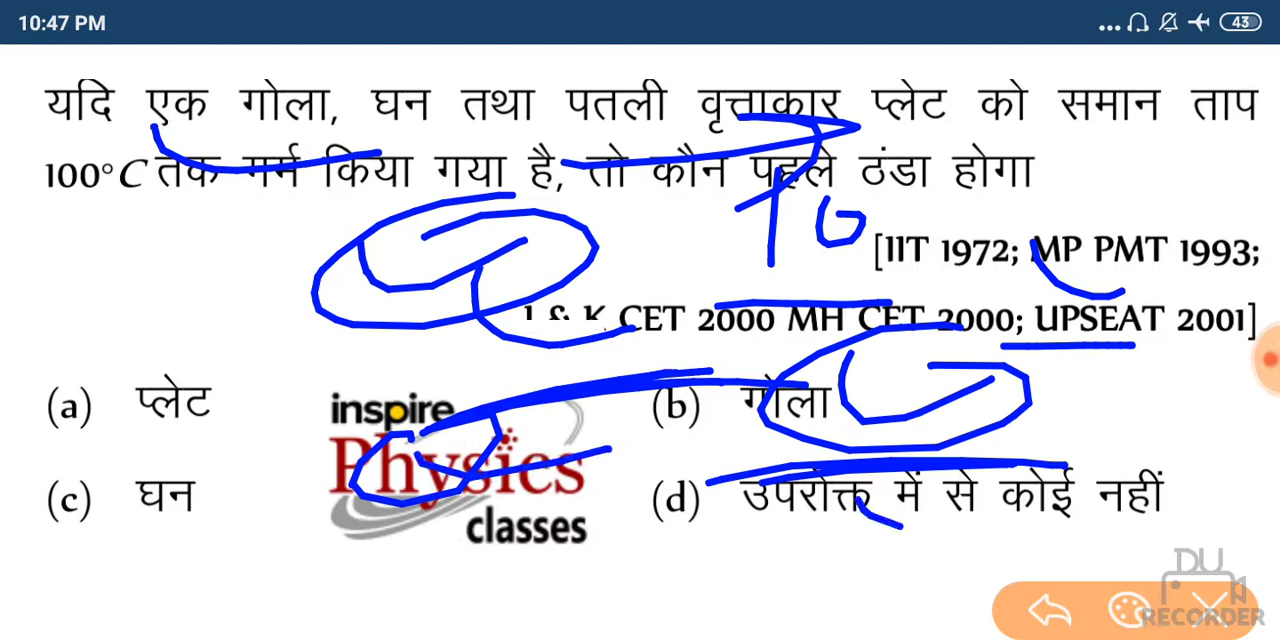 10:47 PM
43
यदि एक गोला, घन तथा पतली वृत्ताकार प्लेट को समान ताप
100°C तक गर्म किया गया है, तो कौन पहले ठंडा होगा
[IIT 1972; MP PMT 1993;
J & K CET 2000 MH CET 2000; UPSEAT 2001]
(a) प्लेट
(b) गोला
inspire
Physics
classes
(c) घन
(d) उपरोक्त में से कोई नहीं
DU
RECORDER